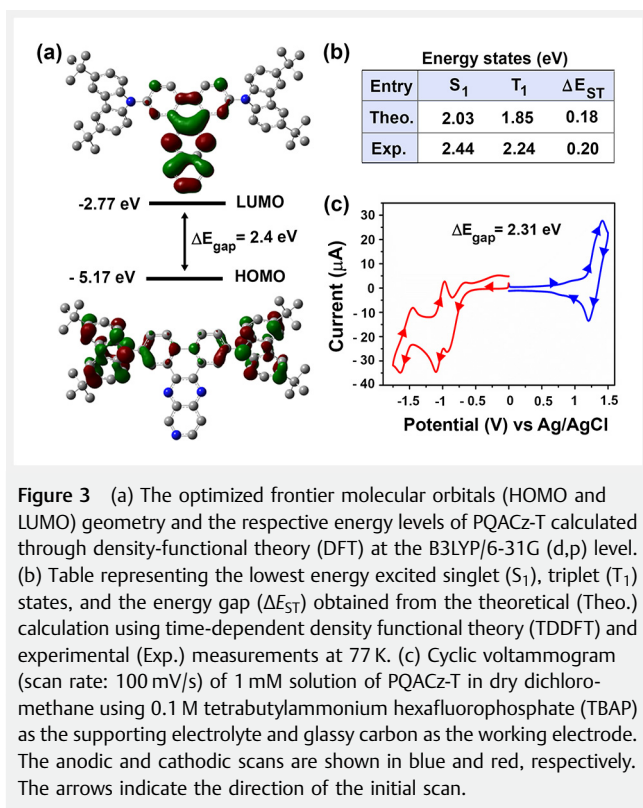 (a)
-2.77 eV LUMO
ΔEgap= 2.4 eV
- 5.17 eV HOMO
(b)
Energy states (eV)
Entry S1 T1 ΔEST
Theo. 2.03 1.85 0.18
Exp. 2.44 2.24 0.20
(c)
ΔEgap= 2.31 eV
Current (μA)
30
20
10
0
- 10
- 20
- 30
- 40
-1.5 -1 -0.5 0 0.5 1 1.5
Potential (V) vs Ag/AgCl
Figure 3 (a) The optimized frontier molecular orbitals (HOMO and
LUMO) geometry and the respective energy levels of PQACz-T calculated
through density-functional theory (DFT) at the B3LYP/6-31G (d,p) level.
(b) Table representing the lowest energy excited singlet (S1), triplet (T1)
states, and the energy gap (ΔEST) obtained from the theoretical (Theo.)
calculation using time-dependent density functional theory (TDDFT) and
experimental (Exp.) measurements at 77 K. (c) Cyclic voltammogram
(scan rate: 100 mV/s) of 1 mM solution of PQACz-T in dry dichloro-
methane using 0.1 M tetrabutylammonium hexafluorophosphate (TBAP)
as the supporting electrolyte and glassy carbon as the working electrode.
The anodic and cathodic scans are shown in blue and red, respectively.
The arrows indicate the direction of the initial scan.